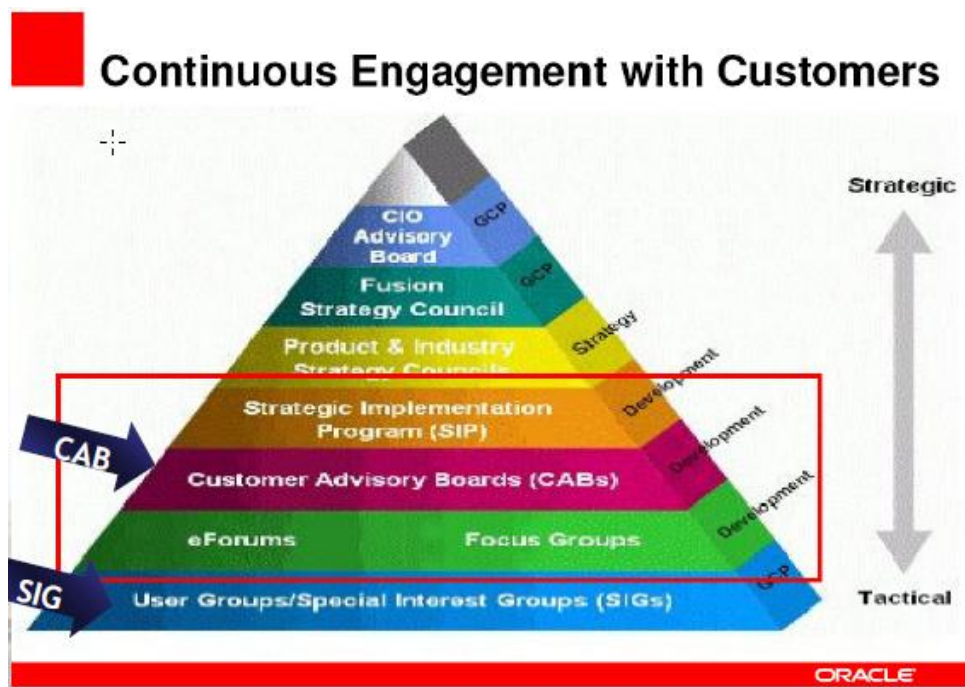 Continuous Engagement with Customers
Strategic
CIO
Advisory
Board
GCP
Fusion
Strategy Council
GCP
Product & Industry
Strategy Councils
Strategy
Strategic Implementation
Program (SIP)
Development
CAB
Customer Advisory Boards (CABs)
Development
eForums
Focus Groups
Development
SIG
User Groups/Special Interest Groups (SIGs)
GCP
Tactical
ORACLE